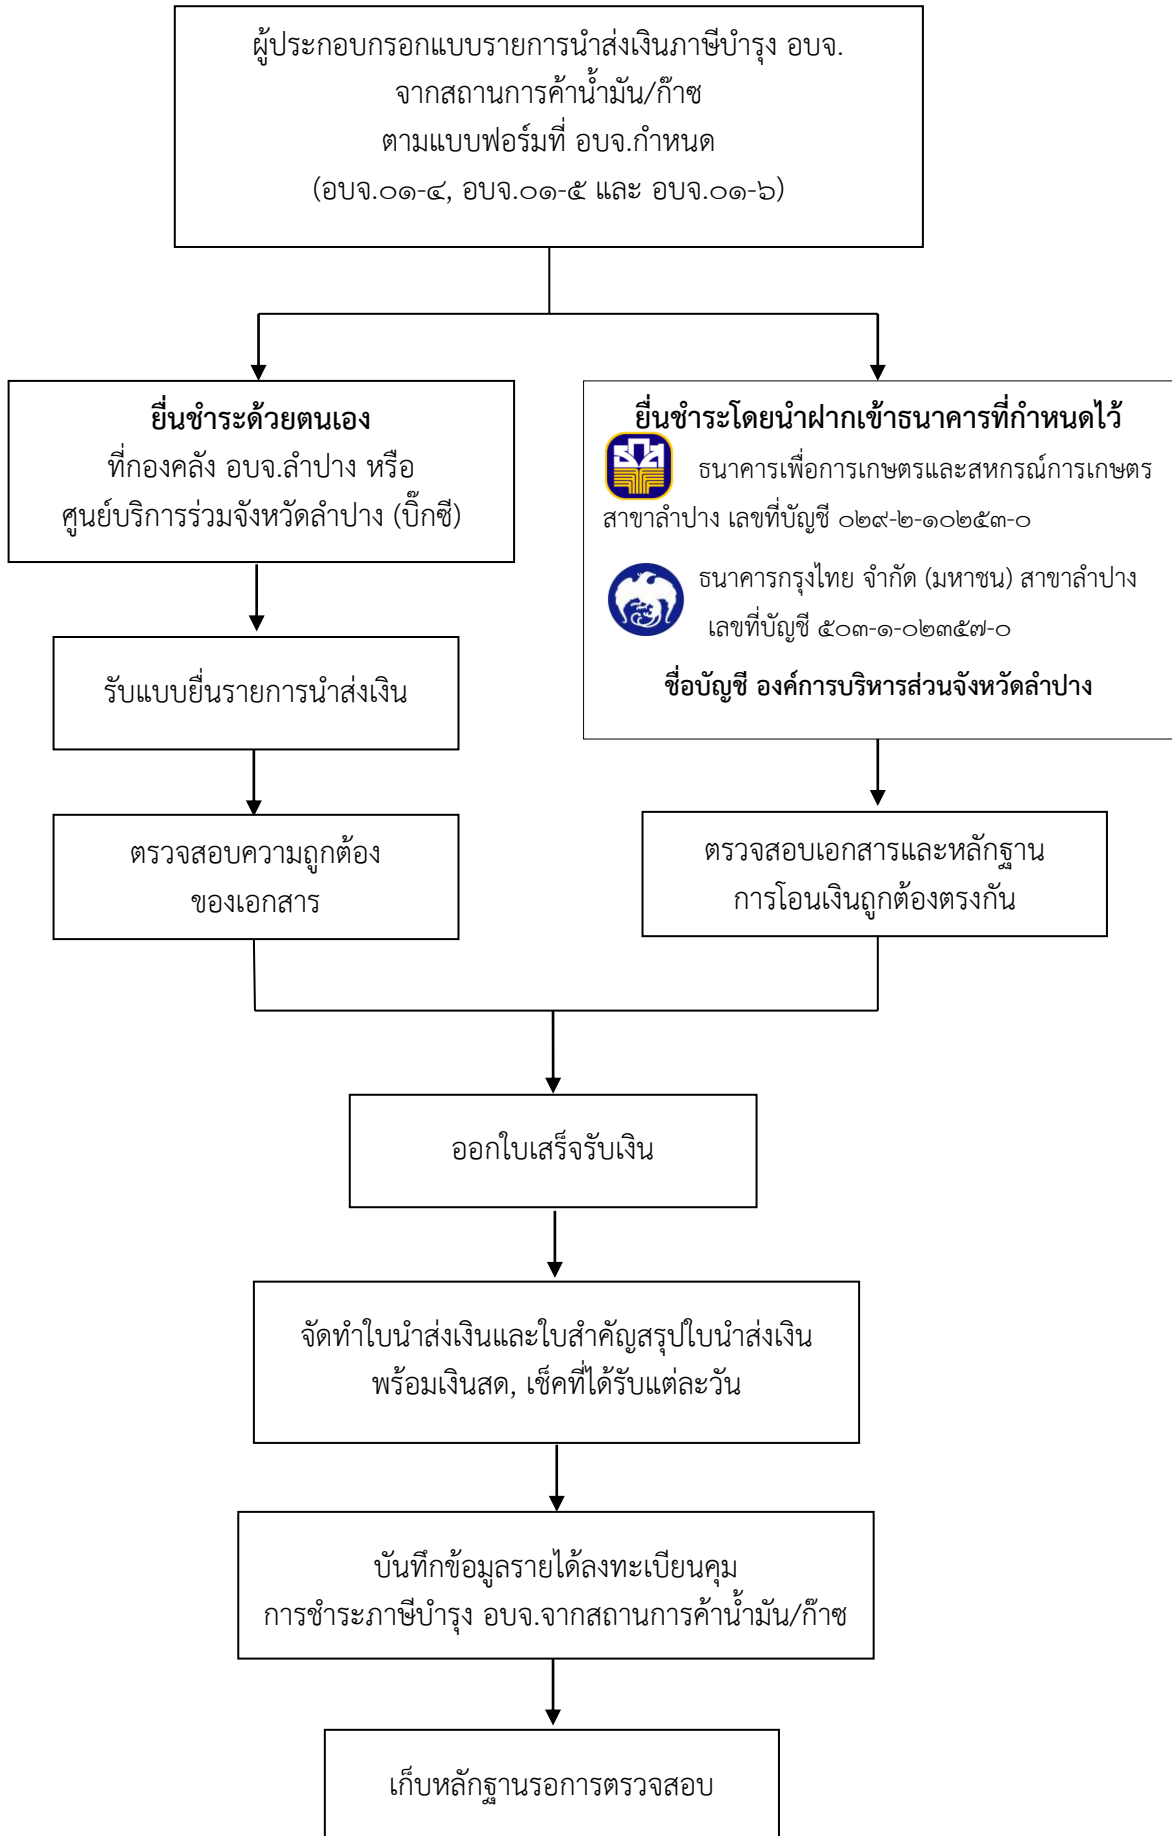 ผู้ประกอบกรอกแบบรายการนำส่งเงินภาษีบำรุง อบจ.
จากสถานการค้าน้ำมัน/ก๊าซ
ตามแบบฟอร์มที่ อบจ.กำหนด
(อบจ.๐๑-๔, อบจ.๐๑-๕ และ อบจ.๐๑-๖)
ยื่นชำระด้วยตนเอง
ที่กองคลัง อบจ.ลำปาง หรือ
ศูนย์บริการร่วมจังหวัดลำปาง (บิ๊กซี)
ยื่นชำระโดยนำฝากเข้าธนาคารที่กำหนดไว้
ธนาคารเพื่อการเกษตรและสหกรณ์การเกษตร
สาขาลำปาง เลขที่บัญชี ๐๒๙-๒-๑๐๒๕๓-๐
ธนาคารกรุงไทย จำกัด (มหาชน) สาขาลำปาง
เลขที่บัญชี ๕๐๓-๑-๐๒๓๕๗-๐
ชื่อบัญชี องค์การบริหารส่วนจังหวัดลำปาง
รับแบบยื่นรายการนำส่งเงิน
ตรวจสอบความถูกต้อง
ของเอกสาร
ตรวจสอบเอกสารและหลักฐาน
การโอนเงินถูกต้องตรงกัน
ออกใบเสร็จรับเงิน
จัดทำใบนำส่งเงินและใบสำคัญสรุปใบนำส่งเงิน
พร้อมเงินสด, เช็คที่ได้รับแต่ละวัน
บันทึกข้อมูลรายได้ลงทะเบียนคุม
การชำระภาษีบำรุง อบจ.จากสถานการค้าน้ำมัน/ก๊าซ
เก็บหลักฐานรอการตรวจสอบ